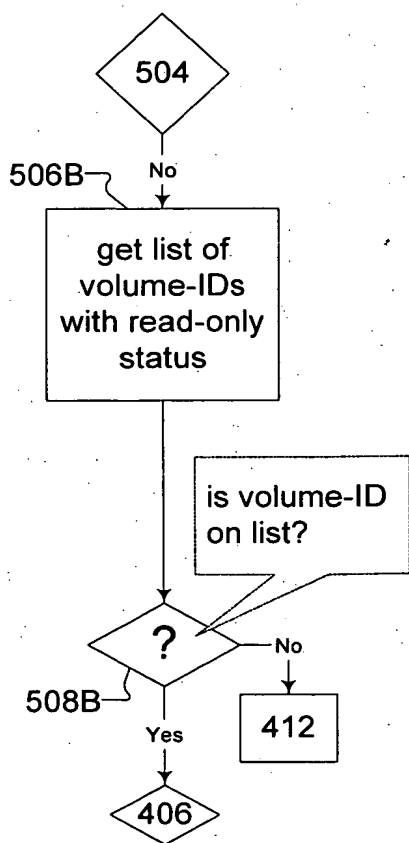 504
No
506B
get list of
volume-IDs
with read-only
status
is volume-ID
on list?
?
No
508B
412
Yes
406